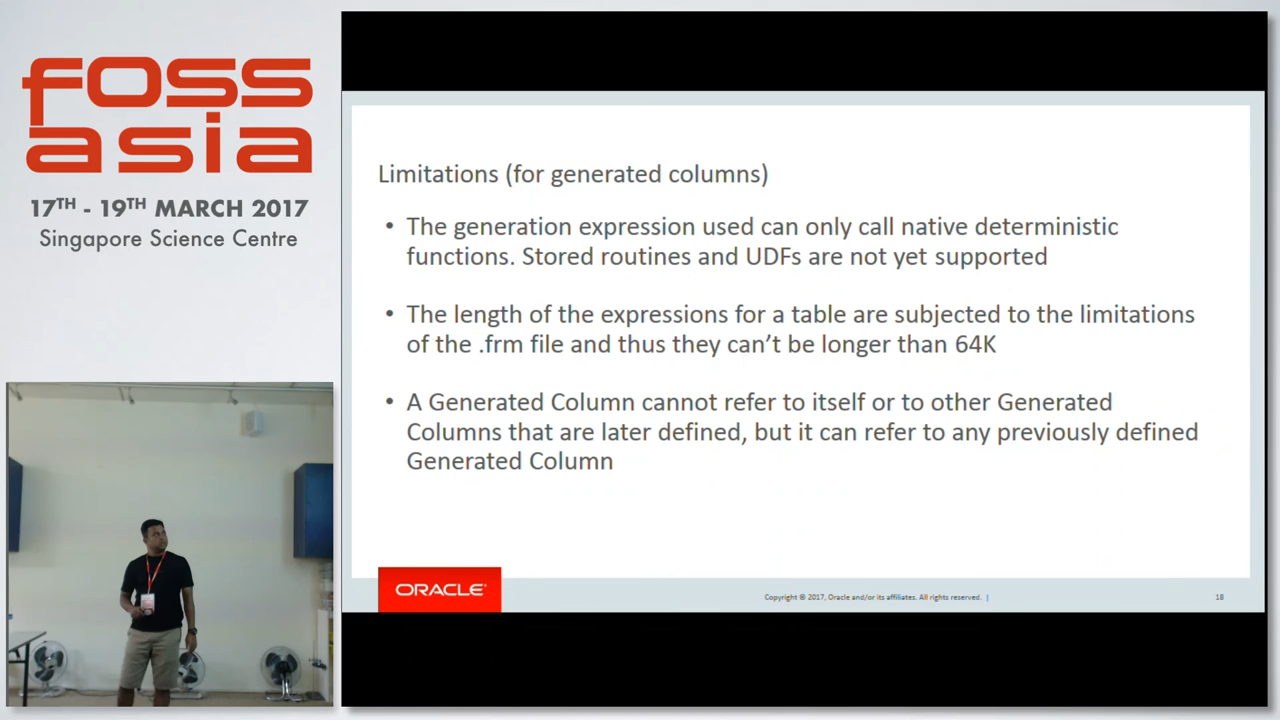 foss
asia
17TH - 19TH MARCH 2017
Singapore Science Centre
Limitations (for generated columns)
• The generation expression used can only call native deterministic
functions. Stored routines and UDFs are not yet supported
• The length of the expressions for a table are subjected to the limitations
of the .frm file and thus they can't be longer than 64K
• A Generated Column cannot refer to itself or to other Generated
Columns that are later defined, but it can refer to any previously defined
Generated Column
ORACLE®
Copyright © 2017, Oracle and/or its affiliates. All rights reserved. |
18